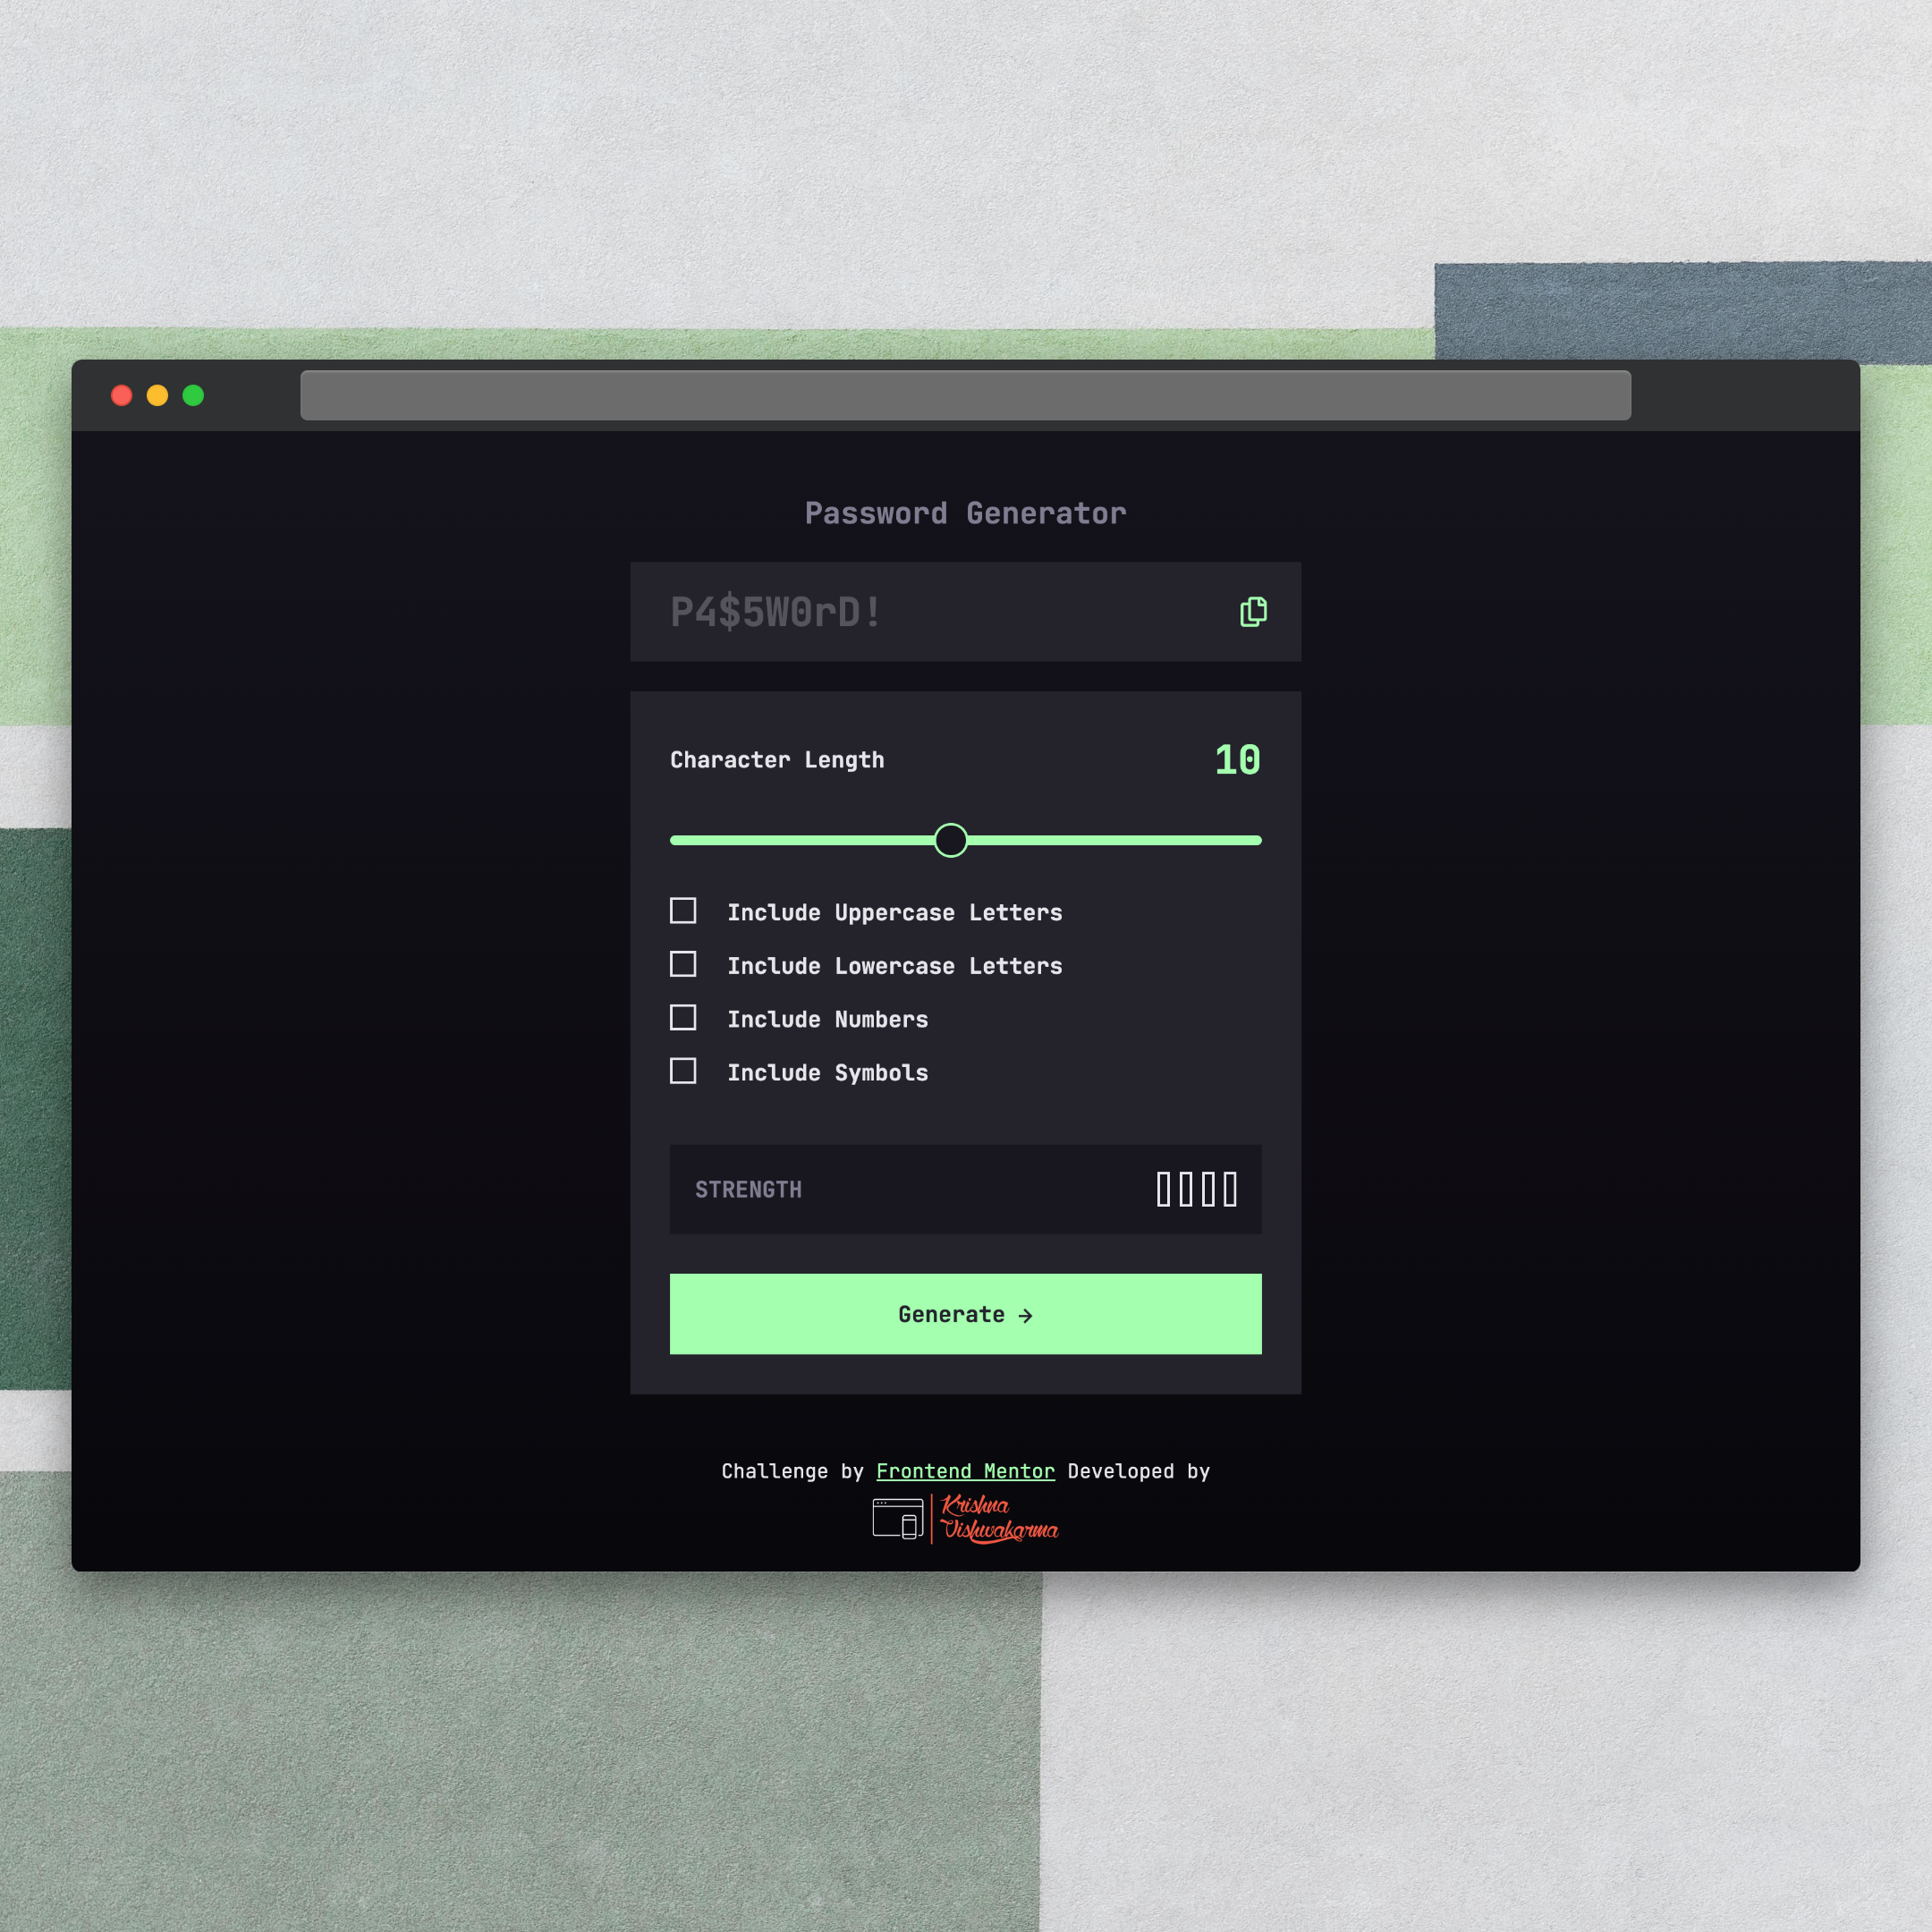 Password Generator
P4$5W0rD!
Character Length 10
Include Uppercase Letters
Include Lowercase Letters
Include Numbers
Include Symbols
STRENGTH
Generate →
Challenge by Frontend Mentor Developed by
Krishna
Vishwakarma